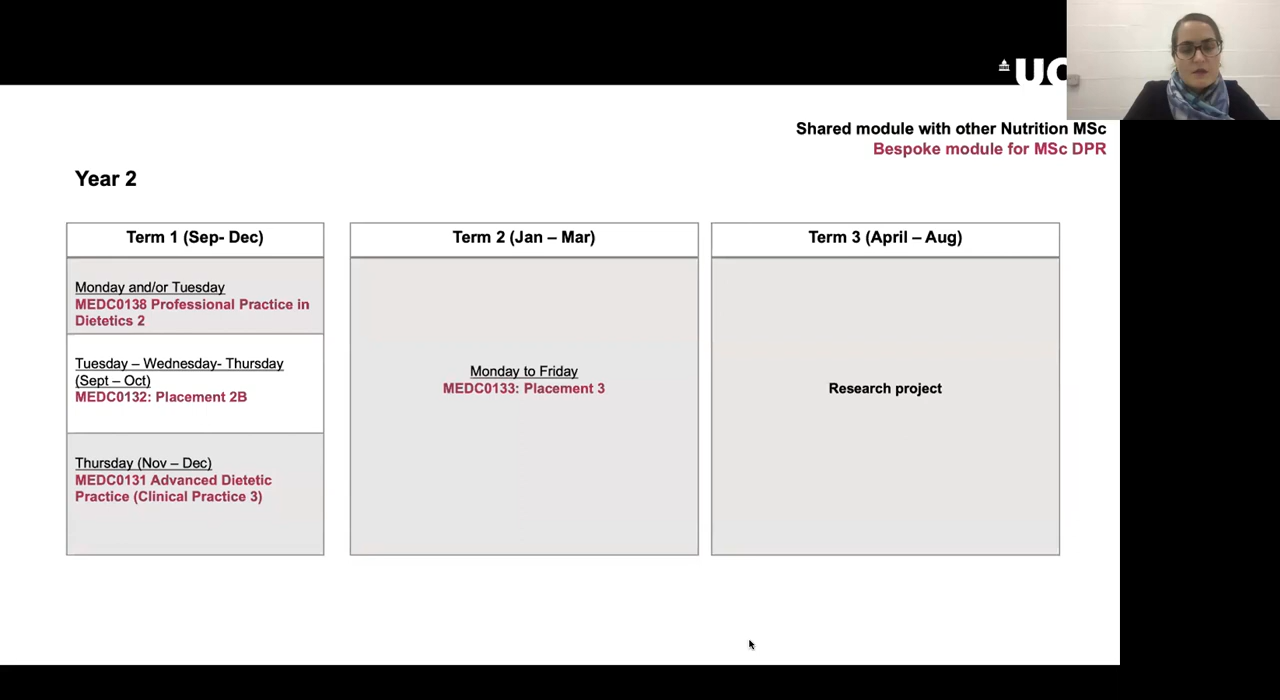 UC
Shared module with other Nutrition MSc
Bespoke module for MSc DPR
Year 2
Term 1 (Sep- Dec)
Monday and/or Tuesday
MEDC0138 Professional Practice in
Dietetics 2
Tuesday – Wednesday- Thursday
(Sept – Oct)
MEDC0132: Placement 2B
Thursday (Nov – Dec)
MEDC0131 Advanced Dietetic
Practice (Clinical Practice 3)
Term 2 (Jan – Mar)
Monday to Friday
MEDC0133: Placement 3
Term 3 (April – Aug)
Research project